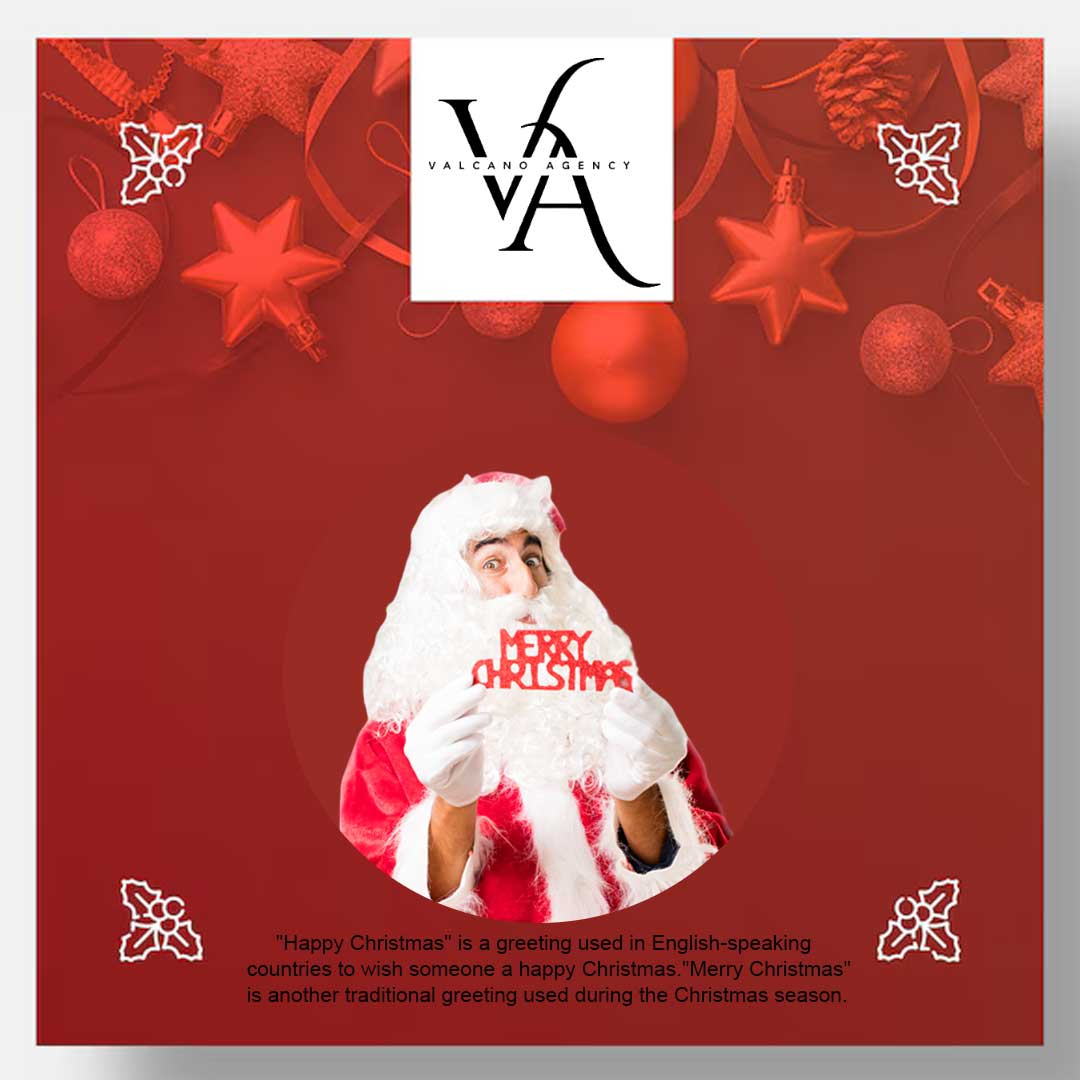 VA
VALCANO AGENCY
MERRY
CHRISTMAS
"Happy Christmas" is a greeting used in English-speaking
countries to wish someone a happy Christmas."Merry Christmas"
is another traditional greeting used during the Christmas season.